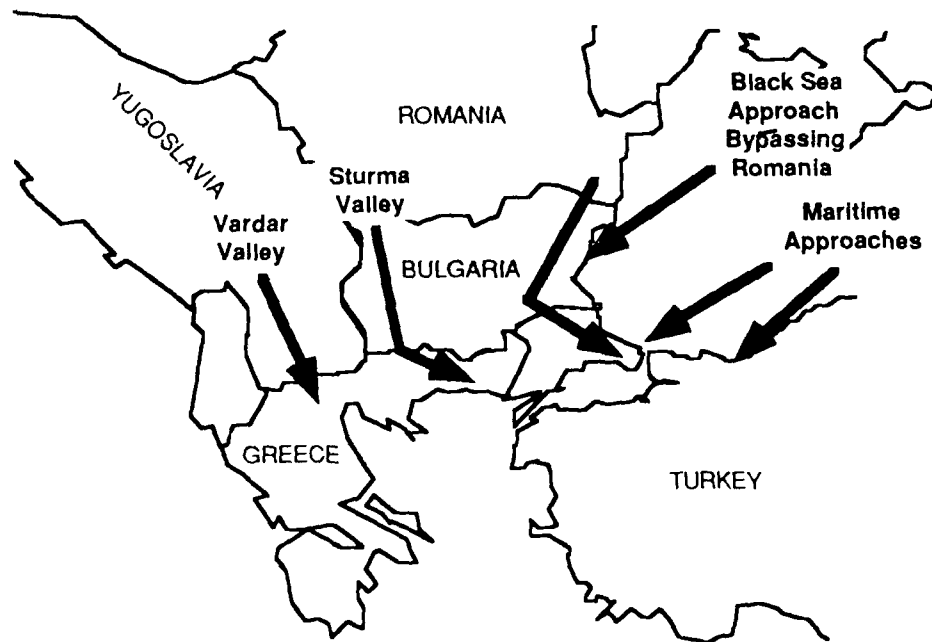 YUGOSLAVIA
ROMANIA
Black Sea
Approach
Bypassing
Romania
Sturma
Valley
Vardar
Valley
Maritime
Approaches
BULGARIA
GREECE
TURKEY